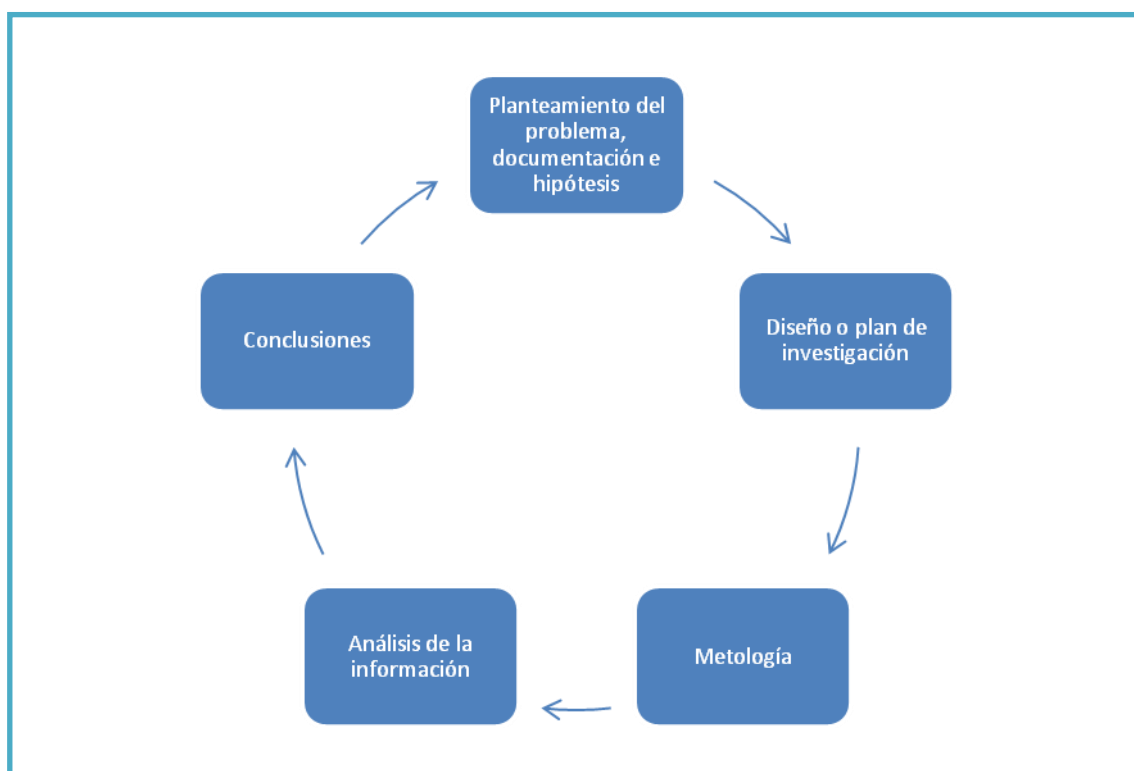 Planteamiento del
problema,
documentación e
hipótesis
Diseño o plan de
investigación
Metología
Análisis de la
información
Conclusiones